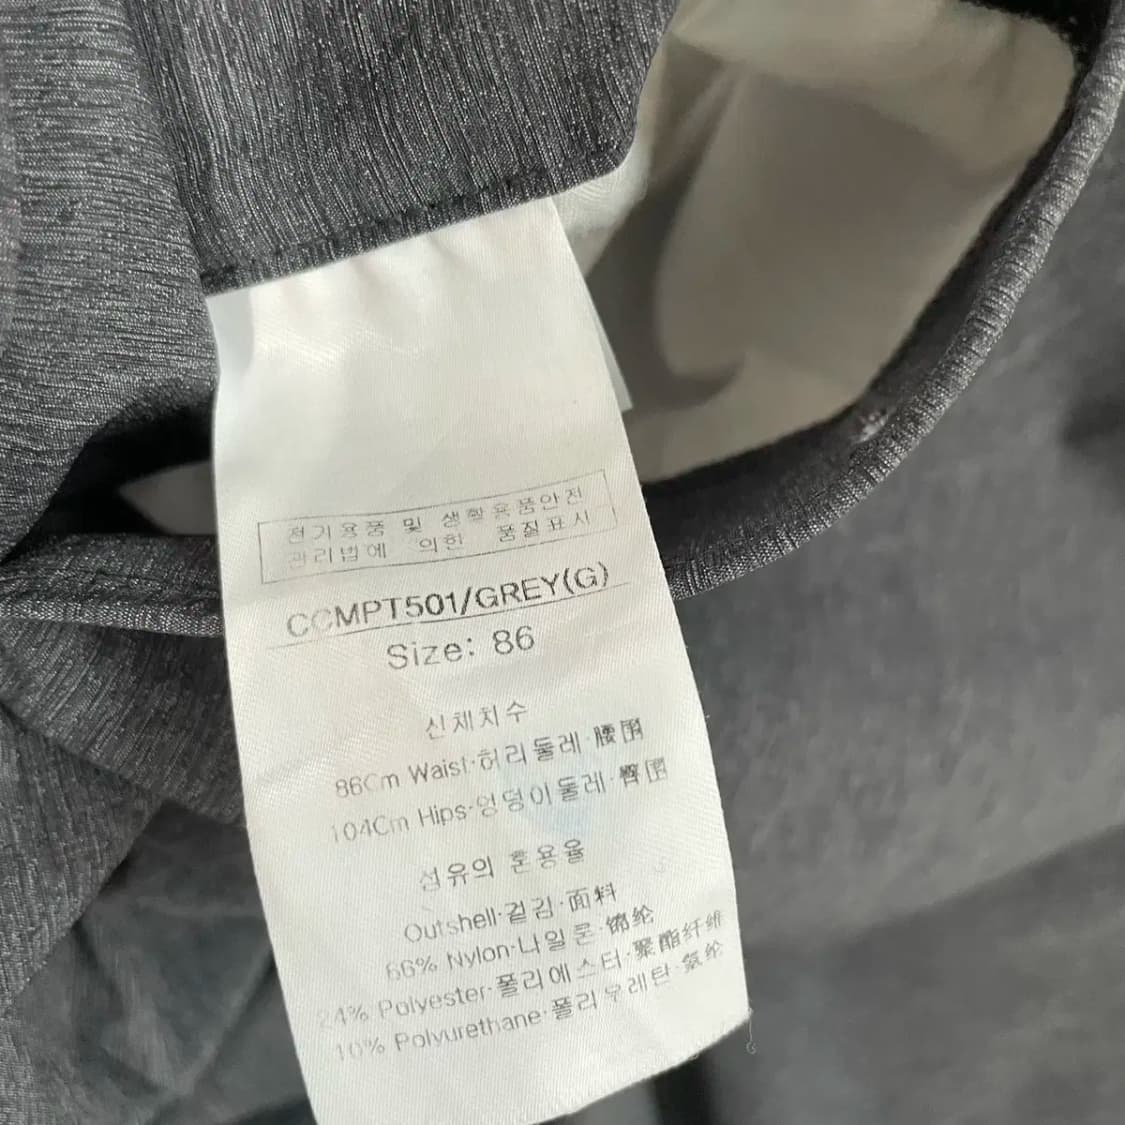 전기용품 및 생활용품안전
관리법에 의한 품질표시
CCMPT501/GREY(G)
Size: 86
신체치수
86Cm Waist·허리둘레·腰围
104Cm Hips·엉덩이둘레·臀围
섬유의 혼용율
Outshell·겉감·面料
66% Nylon·나일론·锦纶
24% Polyester·폴리에스터·聚酯纤维
10% Polyurethane·폴리우레탄·氨纶